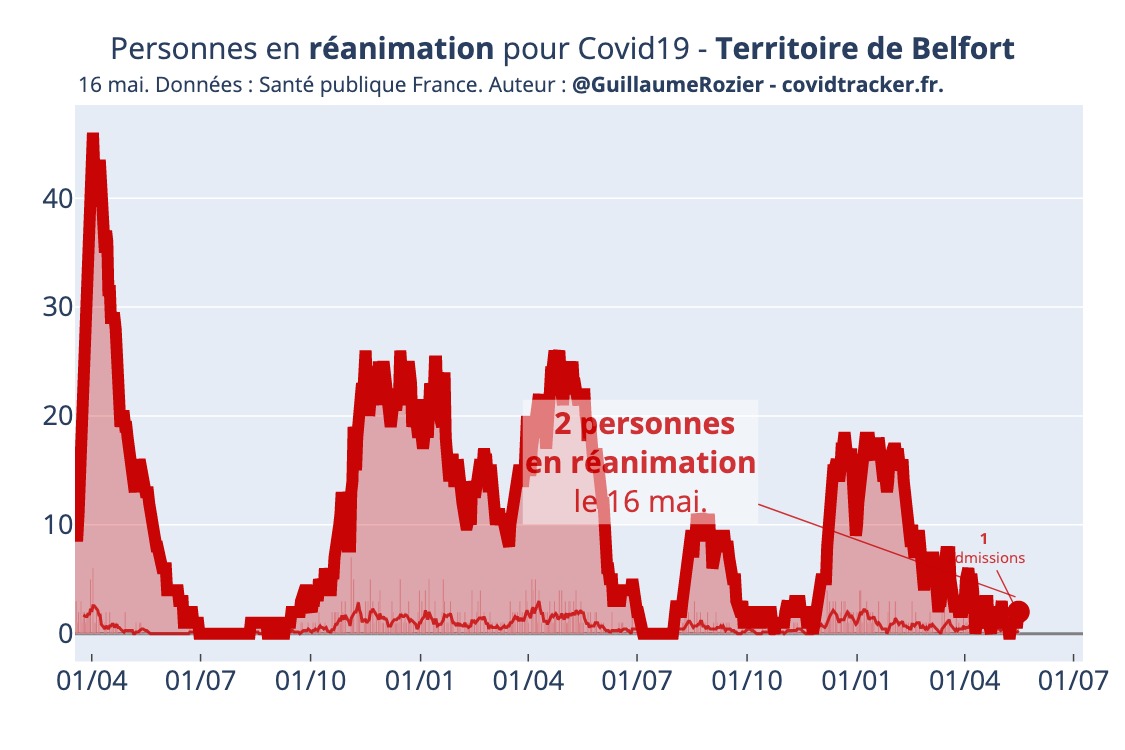 Personnes en réanimation pour Covid19 - Territoire de Belfort
16 mai. Données : Santé publique France. Auteur : @GuillaumeRozier - covidtracker.fr.
40
30
20
10
0
2 personnes
en réanimation
le 16 mai.
1
dmissions
01/04 01/07 01/10 01/01 01/04 01/07 01/10 01/01 01/04 01/07